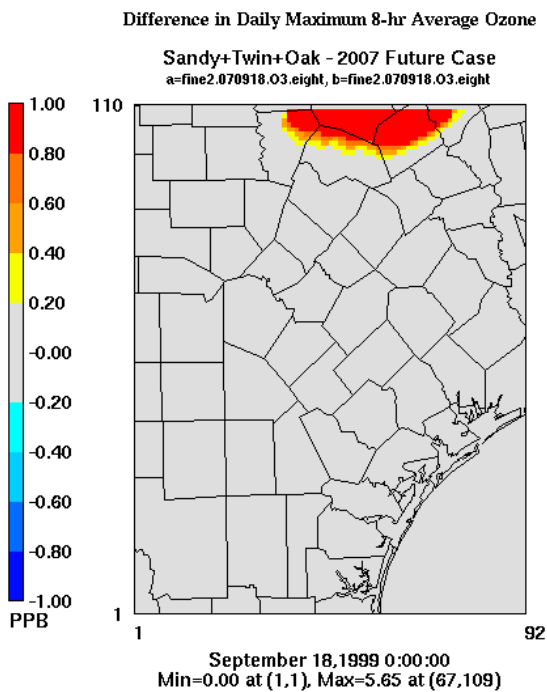 Difference in Daily Maximum 8-hr Average Ozone
Sandy+Twin+Oak - 2007 Future Case
a=fine2.070918.O3.eight, b=fine2.070918.O3.eight
1.00
0.80
0.60
0.40
0.20
-0.00
-0.20
-0.40
-0.60
-0.80
-1.00
PPB
110
1
1
92
September 18,1999 0:00:00
Min=0.00 at (1,1), Max=5.65 at (67,109)